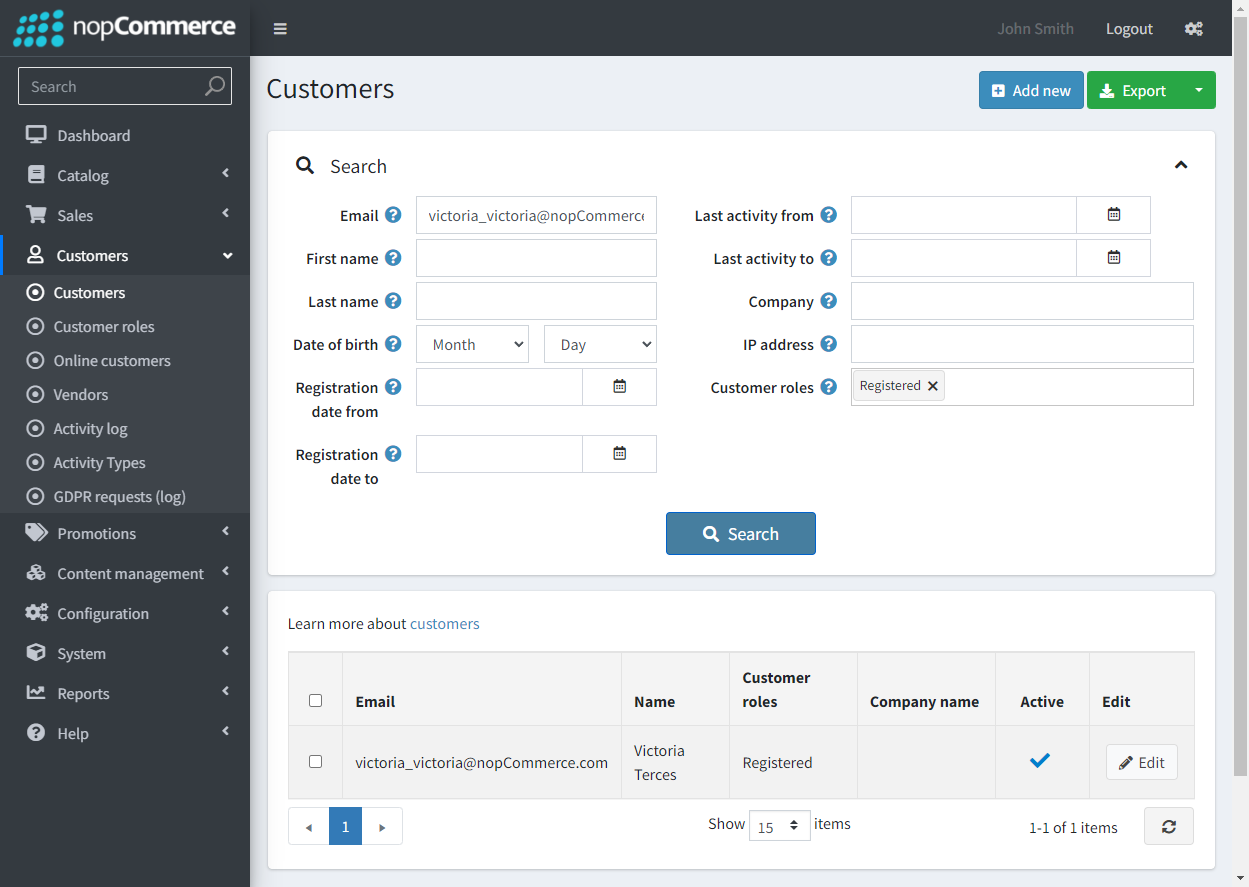 nopCommerce
John Smith
Logout
Search
Dashboard
Catalog
Sales
Customers
Customers
Customer roles
Online customers
Vendors
Activity log
Activity Types
GDPR requests (log)
Promotions
Content management
Configuration
System
Reports
Help
Customers
Add new
Export
Search
Email
victoria_victoria@nopCommerce
First name
Last name
Date of birth
Month
Day
Registration
date from
Registration
date to
Last activity from
Last activity to
Company
IP address
Customer roles
Registered
Search
Learn more about customers
Email
Name
Customer
roles
Company name
Active
Edit
victoria_victoria@nopCommerce.com
Victoria
Terces
Registered
Edit
1
Show 15 items
1-1 of 1 items